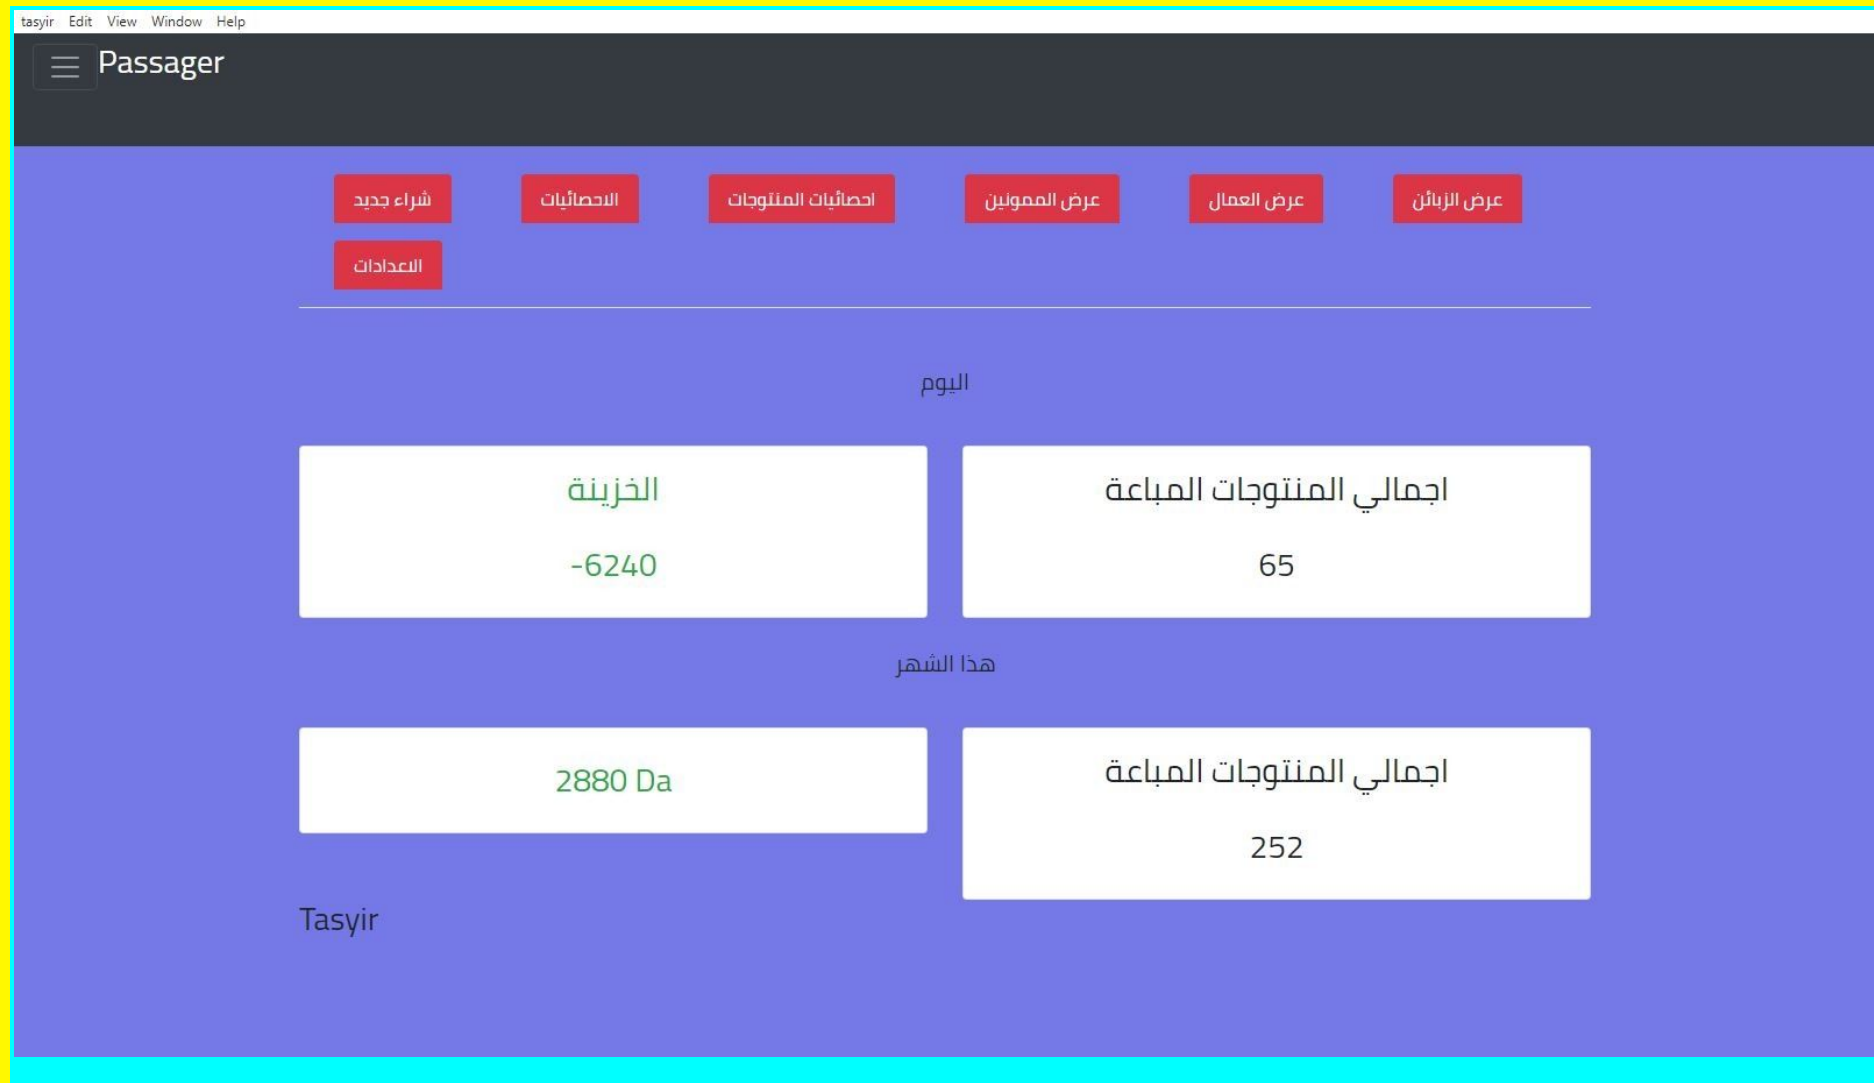 tasyir Edit View Window Help
Passager
شراء جديد
الاحصائيات
احصائيات المنتوجات
عرض الممونين
عرض العمال
عرض الزبائن
الاعدادات
اليوم
اجمالي المنتوجات المباعة
65
الخزينة
-6240
هذا الشهر
اجمالي المنتوجات المباعة
252
2880 Da
Tasyir